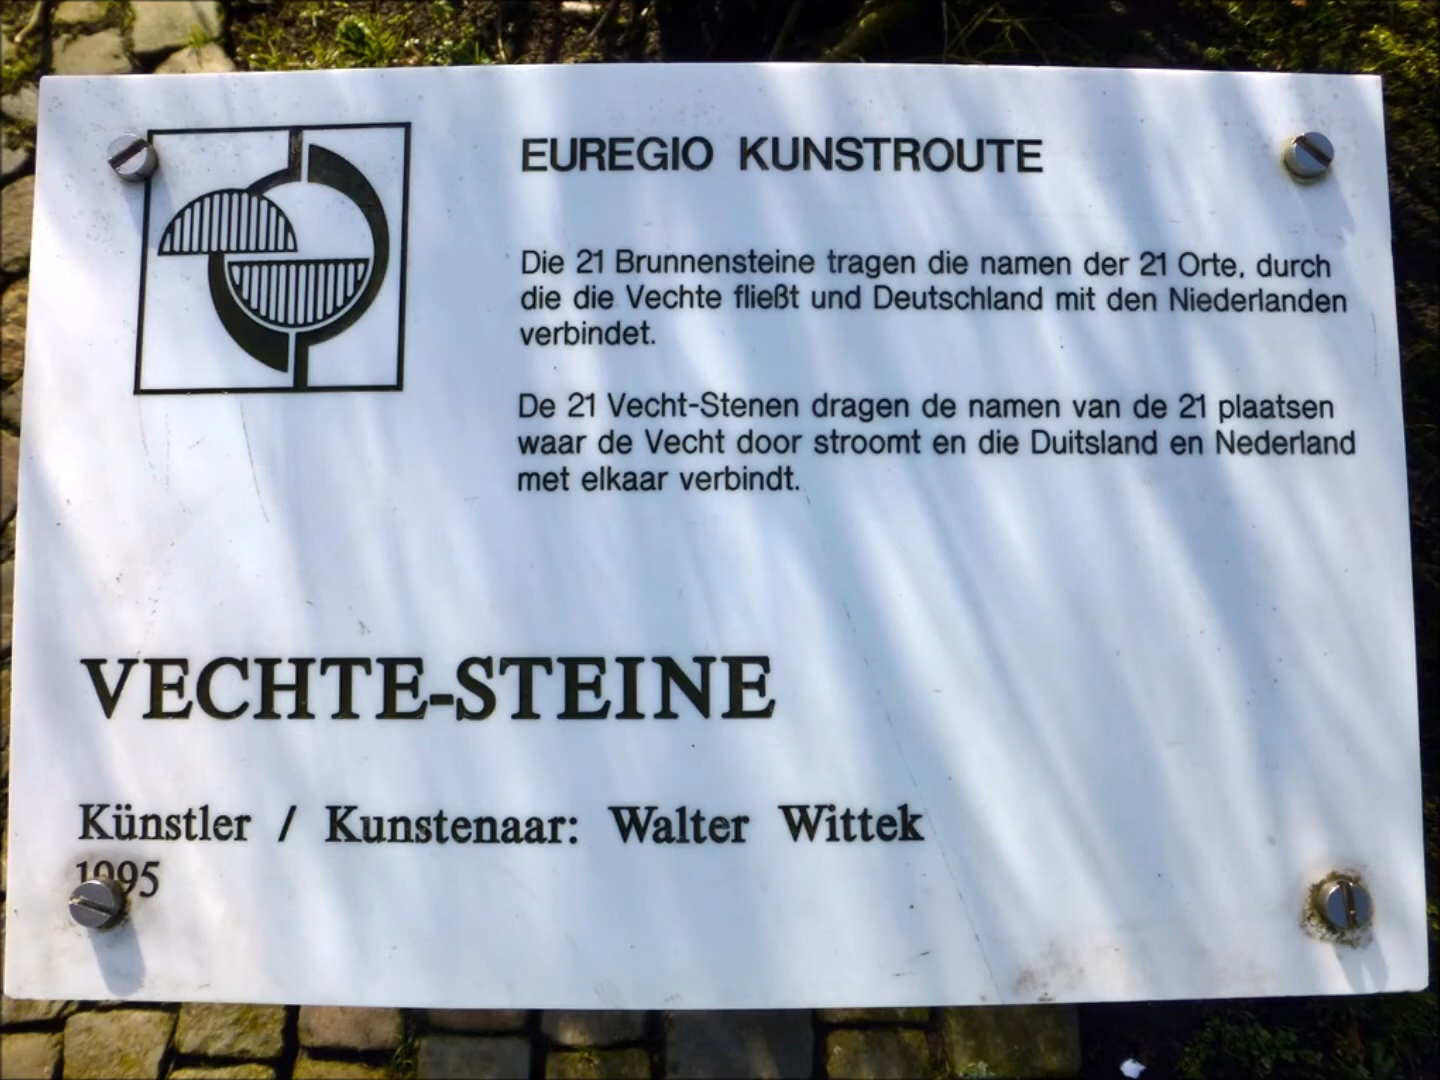 EUREGIO KUNSTROUTE
Die 21 Brunnensteine tragen die namen der 21 Orte, durch
die die Vechte fließt und Deutschland mit den Niederlanden
verbindet.
De 21 Vecht-Stenen dragen de namen van de 21 plaatsen
waar de Vecht door stroomt en die Duitsland en Nederland
met elkaar verbindt.
VECHTE-STEINE
Künstler / Kunstenaar: Walter Wittek
1995